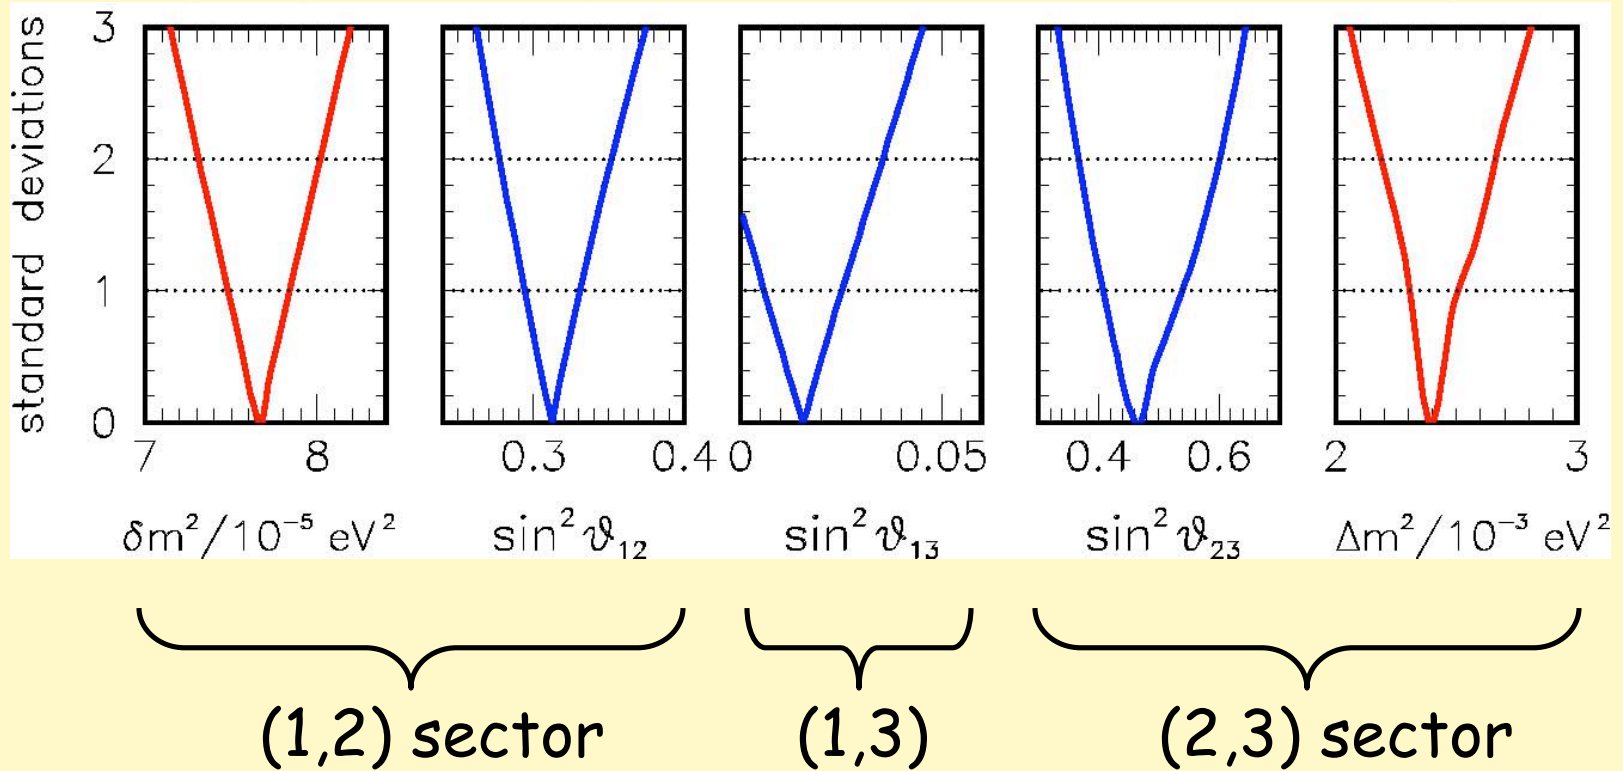 standard deviations
3
2
1
0
7 8 0.3 0.4 0 0.05 0.4 0.6 2 3
δm²/10⁻⁵ eV² sin²ϑ₁₂ sin²ϑ₁₃ sin²ϑ₂₃ Δm²/10⁻³ eV²
(1,2) sector (1,3) (2,3) sector